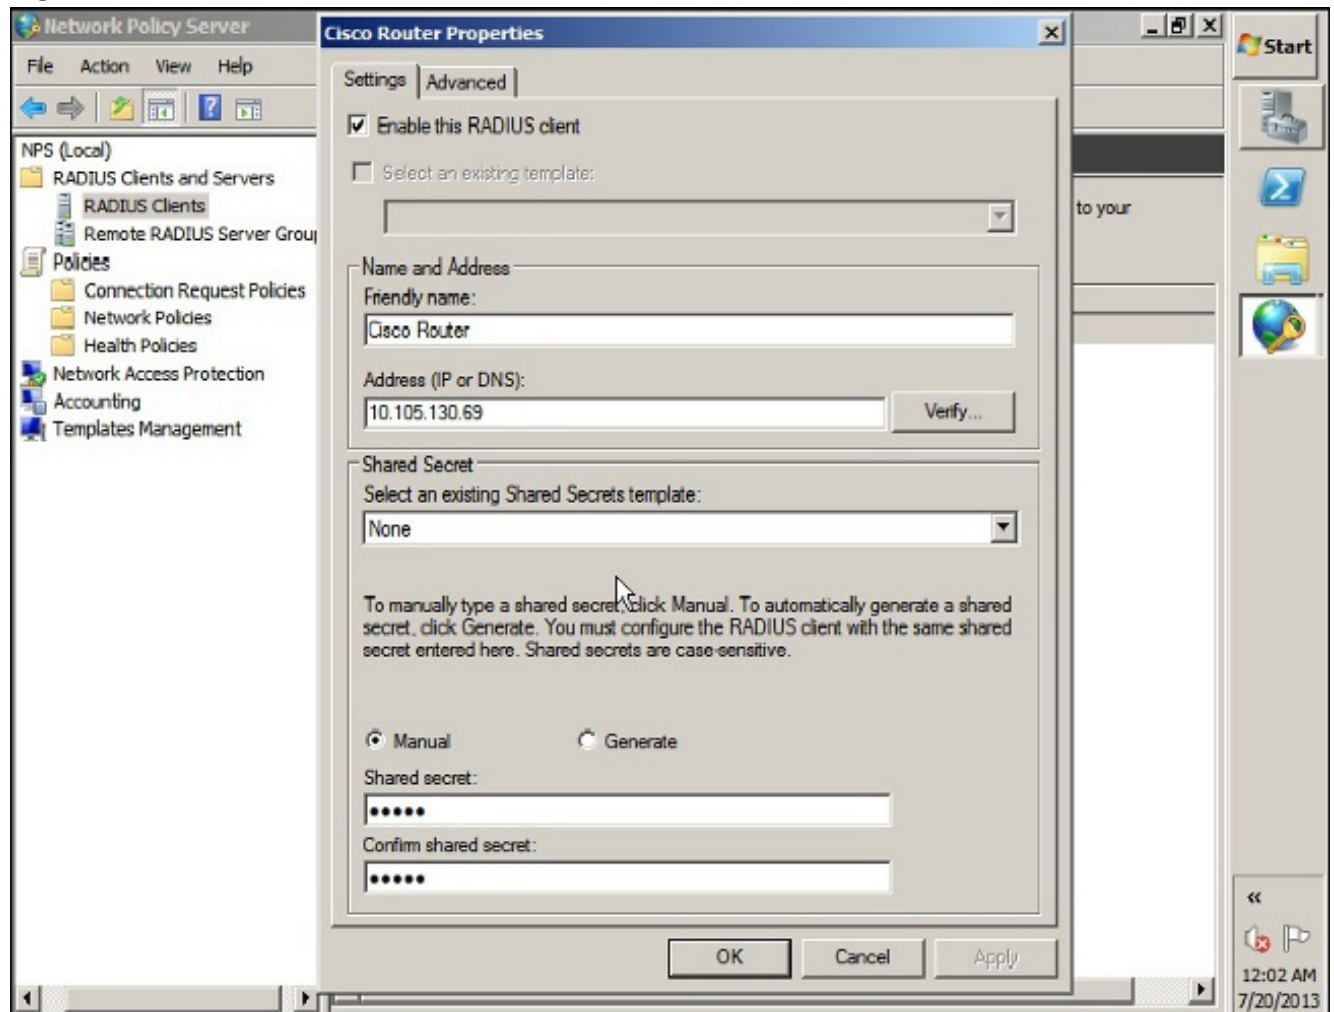 Network Policy Server
File Action View Help
NPS (Local)
RADIUS Clients and Servers
RADIUS Clients
Remote RADIUS Server Grou
Policies
Connection Request Policies
Network Policies
Health Policies
Network Access Protection
Accounting
Templates Management
Cisco Router Properties
Settings Advanced
Enable this RADIUS client
Select an existing template:
Name and Address
Friendly name:
Cisco Router
Address (IP or DNS):
10.105.130.69
Verify...
Shared Secret
Select an existing Shared Secrets template:
None
To manually type a shared secret, click Manual. To automatically generate a shared
secret, click Generate. You must configure the RADIUS client with the same shared
secret entered here. Shared secrets are case-sensitive.
Manual Generate
Shared secret:
•••••
Confirm shared secret:
•••••
OK Cancel Apply
to your
Start
12:02 AM
7/20/2013